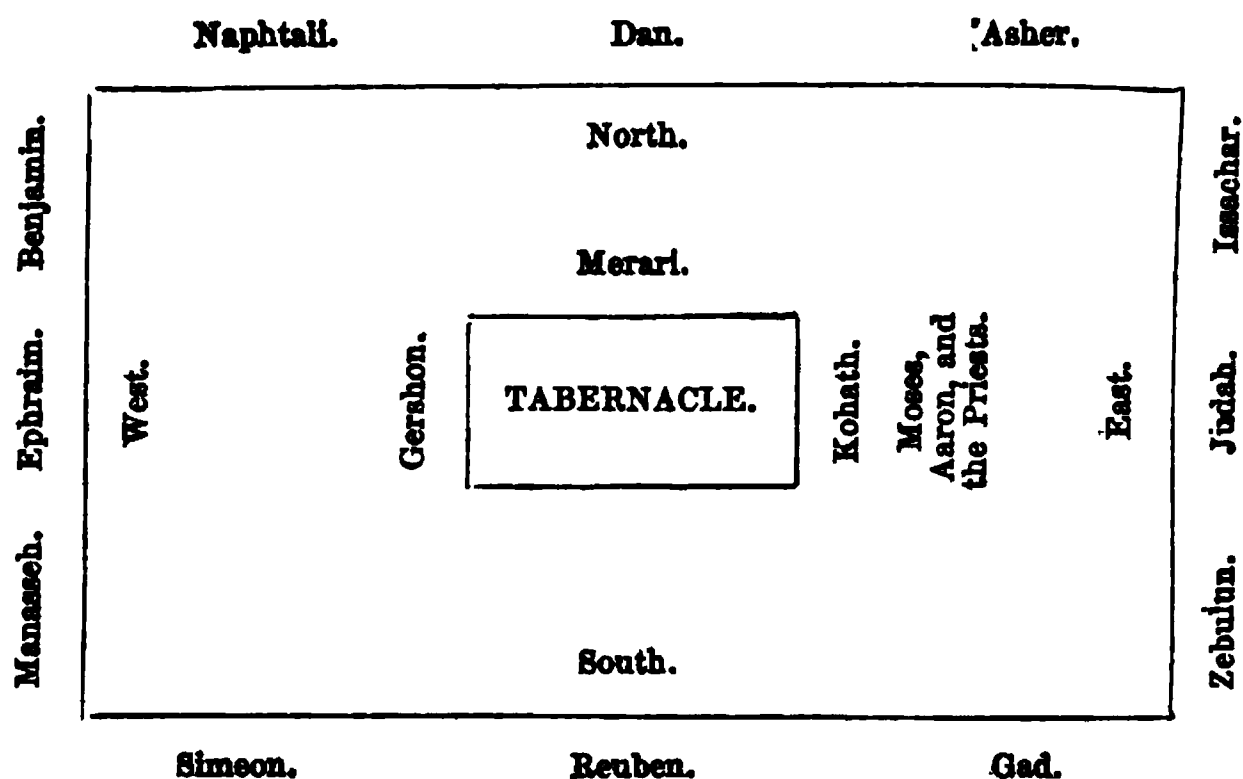 Naphtali.
Dan.
Asher.
North.
Benjamin.
Ephraim.
Manasseh.
West.
Merari.
Gershon.
TABERNACLE.
Kohath.
Moses,
Aaron, and
the Priests.
East.
Issachar.
Judah.
Zebulun.
South.
Simeon.
Reuben.
Gad.